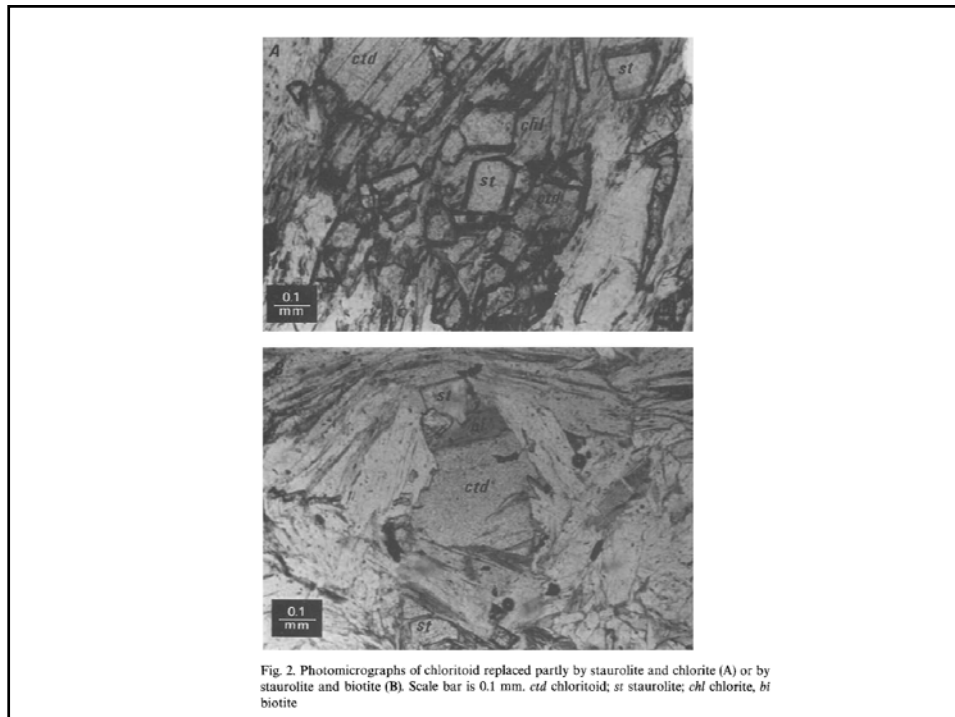 A
ctd
st
chl
st
ctd
0.1
mm
st
bi
ctd
0.1
mm
st
Fig. 2. Photomicrographs of chloritoid replaced partly by staurolite and chlorite (A) or by
staurolite and biotite (B). Scale bar is 0.1 mm. ctd chloritoid; st staurolite; chl chlorite, bi
biotite